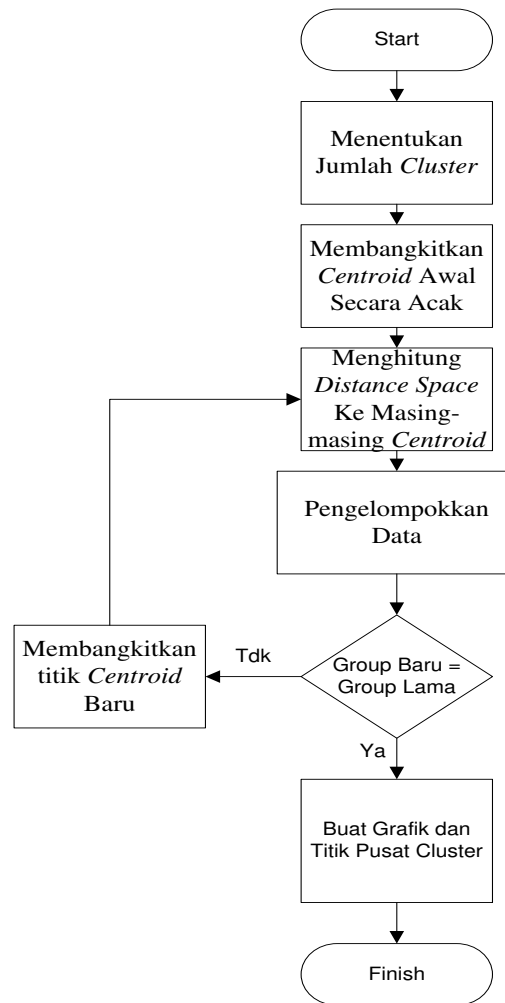 Start
Menentukan
Jumlah Cluster
Membangkitkan
Centroid Awal
Secara Acak
Menghitung
Distance Space
Ke Masing-
masing Centroid
Pengelompokkan
Data
Group Baru =
Group Lama
Tdk
Membangkitkan
titik Centroid
Baru
Ya
Buat Grafik dan
Titik Pusat Cluster
Finish